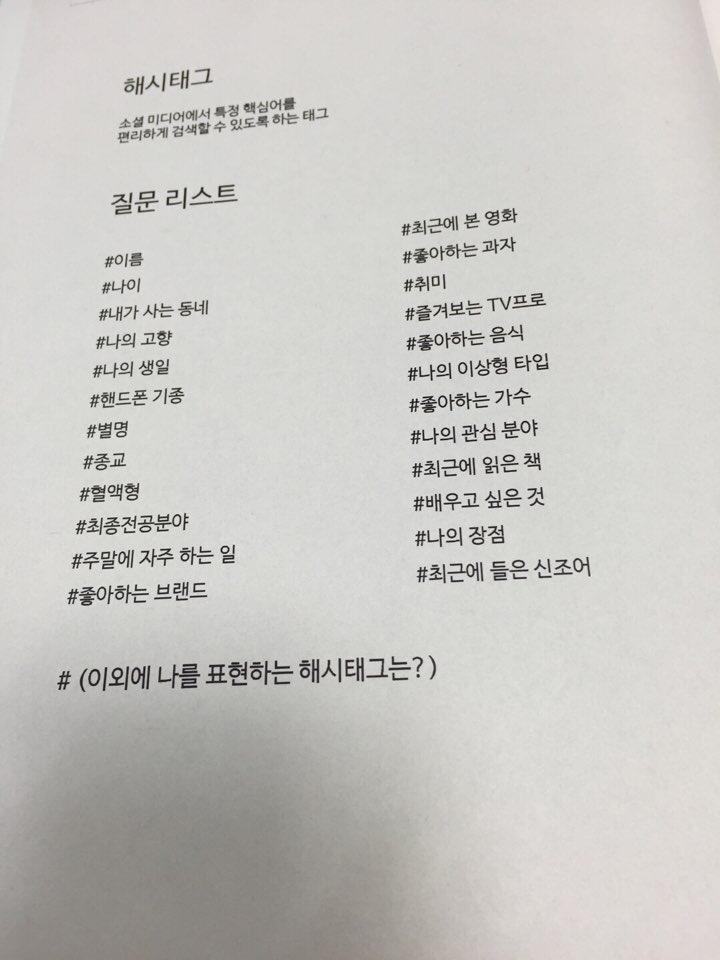 해시태그
소셜 미디어에서 특정 핵심어를
편리하게 검색할 수 있도록 하는 태그
질문 리스트
#이름
#나이
#내가 사는 동네
#나의 고향
#나의 생일
#핸드폰 기종
#별명
#종교
#혈액형
#최종전공분야
#주말에 자주 하는 일
#좋아하는 브랜드
#최근에 본 영화
#좋아하는 과자
#취미
#즐겨보는 TV프로
#좋아하는 음식
#나의 이상형 타입
#좋아하는 가수
#나의 관심 분야
#최근에 읽은 책
#배우고 싶은 것
#나의 장점
#최근에 들은 신조어
# (이외에 나를 표현하는 해시태그는? )